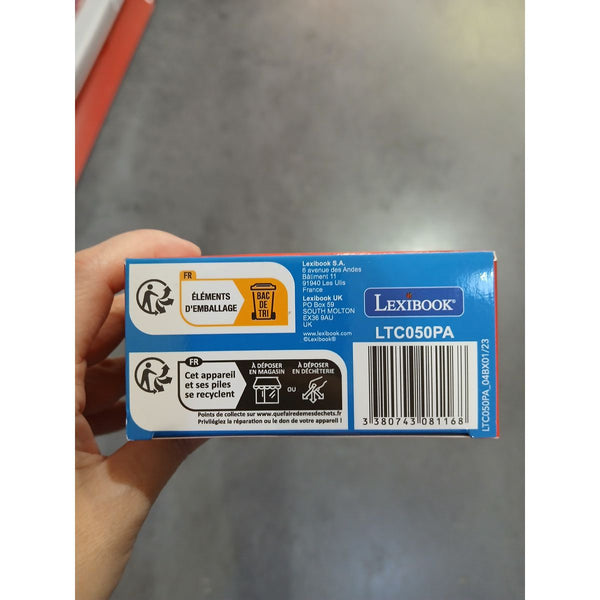 FR
ÉLÉMENTS
D'EMBALLAGE
BAC
DE
TRI
FR
Cet appareil
et ses piles
se recyclent
À DÉPOSER
EN MAGASIN
OU
À DÉPOSER
EN DÉCHÈTERIE
Points de collecte sur www.quefairedemesdechets.fr
Privilégiez la réparation ou le don de votre appareil !
Lexibook S.A.
6 avenue des Andes
Bâtiment 11
91940 Les Ulis
France
Lexibook UK
PO Box 59
SOUTH MOLTON
EX36 9AU
UK
www.lexibook.com
©Lexibook®
LEXIBOOK®
LTC050PA
3 380743 081168
LTC050PA_04BX01/23